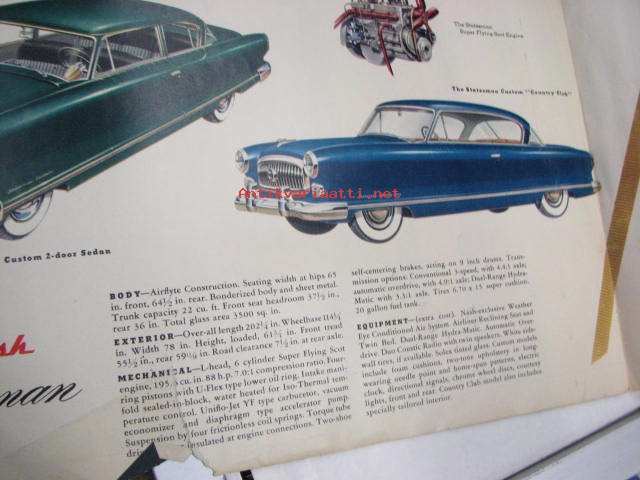 The Statesman
Super Flying Scot Engine
The Statesman Custom "Country Club"
Antikvariaatti.net
Custom 2-door Sedan
BODY—Airflyte Construction. Seating width at hips 65
in. front, 64½ in. rear. Bonderized body and sheet metal.
Trunk capacity 22 cu. ft. Front seat headroom 37½ in.,
rear 36 in. Total glass area 3500 sq. in.
EXTERIOR—Over-all length 202¼ in. Wheelbase 114¼
in. Width 78 in. Height, loaded, 61¾ in. Front tread
55½ in., rear 59 in. Road clearance 7½ in. at rear axle.
MECHANICAL—L-head, 6 cylinder Super Flying Scot
engine, 195. cu. in. 88 h.p. 7.0:1 compression ratio. Four-
ring pistons with U-Flex type lower oil ring. Intake mani-
fold sealed-in-block, water heated for Iso-Thermal tem-
perature control. Uniflo-Jet YF type carburetor, vacuum
economizer and diaphragm type accelerator pump.
Suspension by four frictionless coil springs. Torque tube
insulated at engine connections. Two-shoe
self-centering brakes, acting on 9 inch drums. Trans-
mission options: Conventional 3-speed, with 4.4:1 axle;
automatic overdrive, with 4.9:1 axle; Dual-Range Hydra-
Matic with 3.31 axle. Tires 6.70 x 15 super cushion.
20 gallon fuel tank.
EQUIPMENT—(extra cost). Nash-exclusive Weather
Eye Conditioned Air System. Airliner Reclining Seat and
Twin Bed. Dual-Range Hydra-Matic. Automatic Over-
drive. Duo Coustic Radio with twin speakers. White side-
wall tires, if available. Solex tinted glass. Custom models
include foam cushions, two-tone upholstery in long-
wearing needlepoint and home-spun patterns, electric
clock, directional signals, chrome wheel discs, courtesy
lights, front and rear. Country Club model also includes
specially tailored interior.